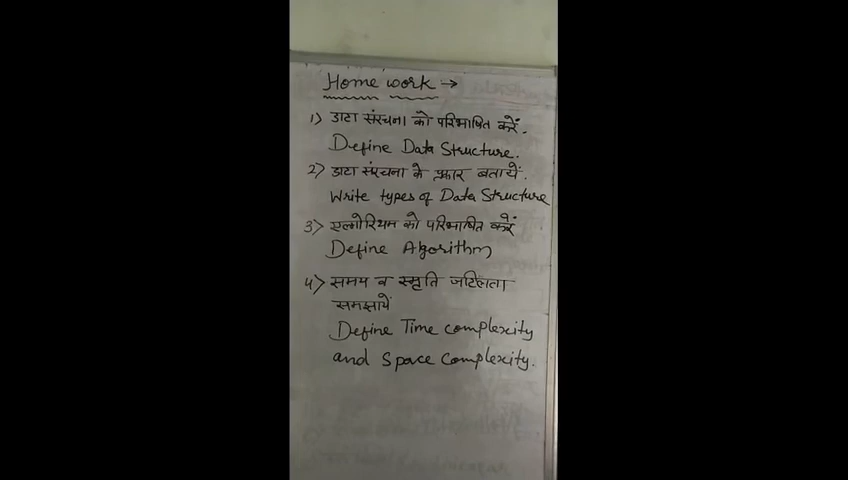 Home work →
1) डाटा संरचना को परिभाषित करें.
Define Data Structure.
2) डाटा संरचना के प्रकार बतायें.
Write types of Data Structure
3) एल्गोरिथम को परिभाषित करें
Define Algorithm
4) समय व स्मृति जटिलता
समझायें
Define Time complexity
and Space Complexity.